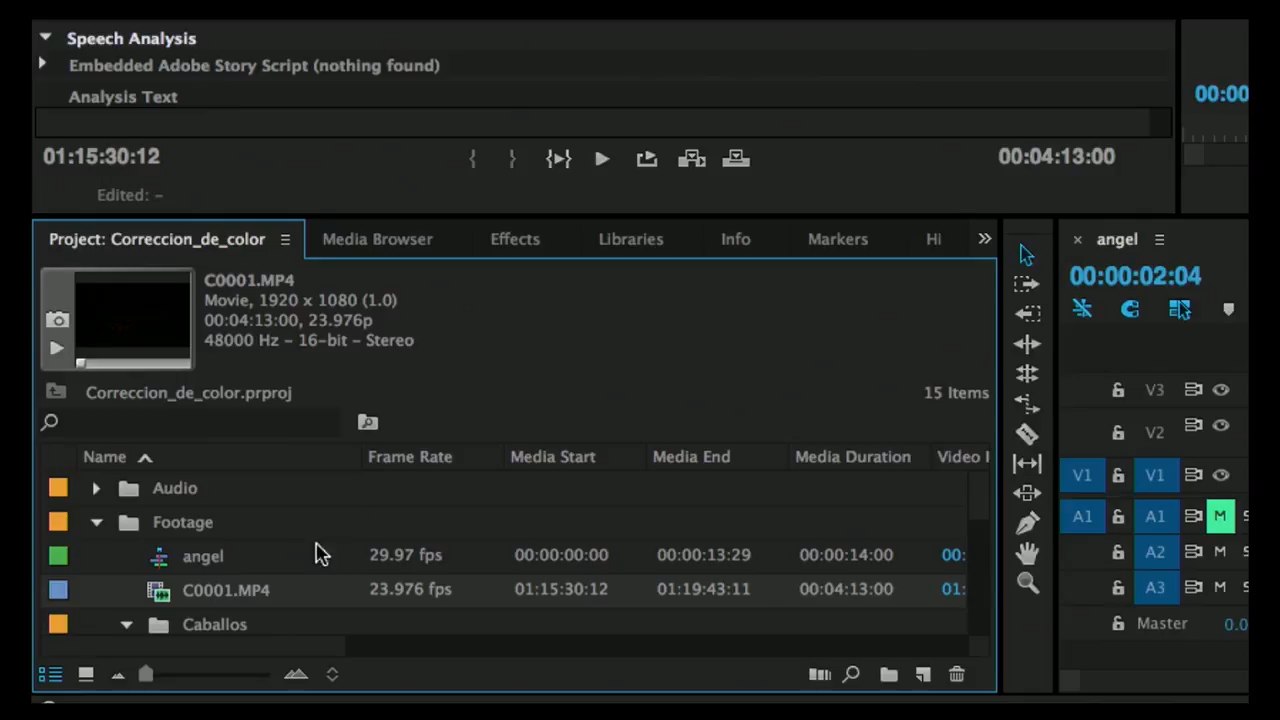 Speech Analysis
Embedded Adobe Story Script (nothing found)
Analysis Text
00:00
01:15:30:12
00:04:13:00
Edited: –
Project: Correccion_de_color
Media Browser
Effects
Libraries
Info
Markers
Hi
× angel
C0001.MP4
Movie, 1920 x 1080 (1.0)
00:04:13:00, 23.976p
48000 Hz – 16-bit – Stereo
00:00:02:04
Correccion_de_color.prproj
15 Items
Name Frame Rate Media Start Media End Media Duration Video I
Audio
Footage
angel 29.97 fps 00:00:00:00 00:00:13:29 00:00:14:00 00:
C0001.MP4 23.976 fps 01:15:30:12 01:19:43:11 00:04:13:00 01:
Caballos
V3
V2
V1 V1
A1 A1 M S
A2 M S
A3 M S
Master 0.0